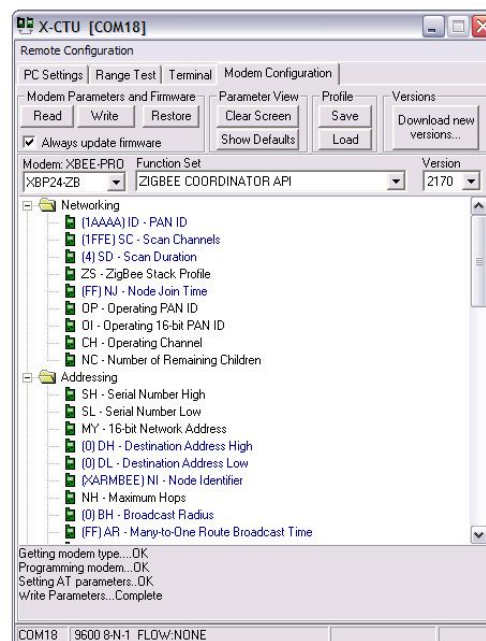 X-CTU [COM18]
Remote Configuration
PC Settings Range Test Terminal Modem Configuration
Modem Parameters and Firmware Parameter View Profile Versions
Read Write Restore Clear Screen Save Download new versions...
Always update firmware Show Defaults Load
Modem: XBEE-PRO Function Set Version
XBP24-ZB ZIGBEE COORDINATOR API 2170
Networking
(1AAAA) ID - PAN ID
(1FFE) SC - Scan Channels
(4) SD - Scan Duration
ZS - ZigBee Stack Profile
(FF) NJ - Node Join Time
OP - Operating PAN ID
OI - Operating 16-bit PAN ID
CH - Operating Channel
NC - Number of Remaining Children
Addressing
SH - Serial Number High
SL - Serial Number Low
MY - 16-bit Network Address
(0) DH - Destination Address High
(0) DL - Destination Address Low
(XARMBEE) NI - Node Identifier
NH - Maximum Hops
(0) BH - Broadcast Radius
(FF) AR - Many-to-One Route Broadcast Time
Getting modem type....OK
Programming modem...OK
Setting AT parameters..OK
Write Parameters...Complete
COM18 9600 8-N-1 FLOW:NONE